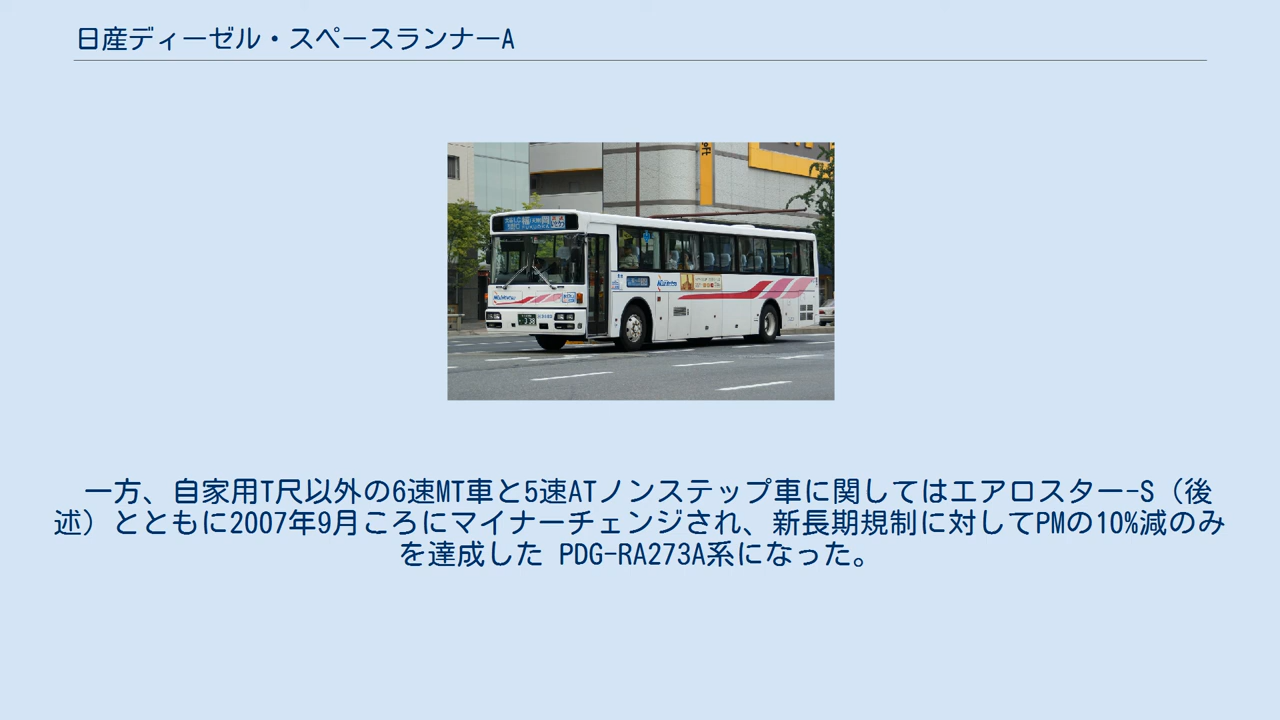 日産ディーゼル・スペースランナーA
一方、自家用T尺以外の6速MT車と5速ATノンステップ車に関してはエアロスター-S（後
述）とともに2007年9月ころにマイナーチェンジされ、新長期規制に対してPMの10%減のみ
を達成した PDG-RA273A系になった。